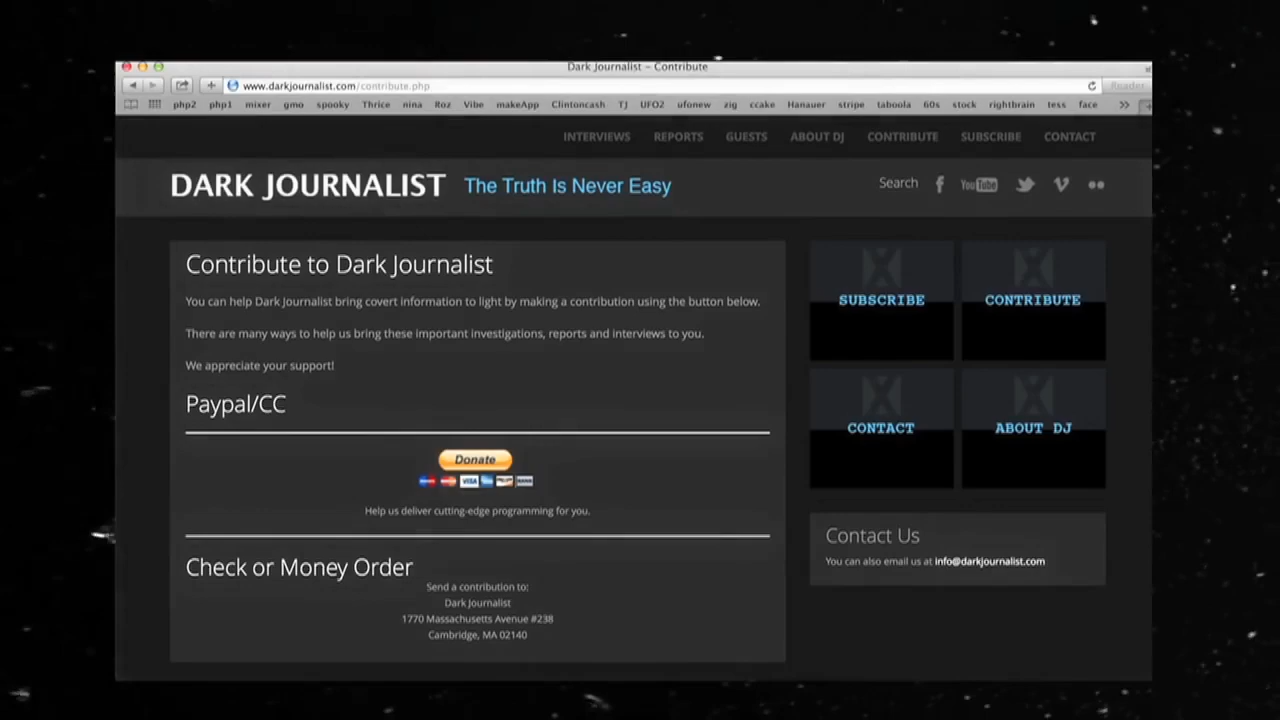 Dark Journalist – Contribute
www.darkjournalist.com/contribute.php
Reader
php2 php1 mixer gmo spooky Thrice nina Roz Vibe makeApp Clintoncash TJ UFO2 ufonew zig ccake Hanauer stripe taboola 60s stock rightbrain tess face
INTERVIEWS REPORTS GUESTS ABOUT DJ CONTRIBUTE SUBSCRIBE CONTACT
DARK JOURNALIST The Truth Is Never Easy
Search f YouTube
Contribute to Dark Journalist
You can help Dark Journalist bring covert information to light by making a contribution using the button below.
There are many ways to help us bring these important investigations, reports and interviews to you.
We appreciate your support!
Paypal/CC
Donate
VISA
Help us deliver cutting-edge programming for you.
Check or Money Order
Send a contribution to:
Dark Journalist
1770 Massachusetts Avenue #238
Cambridge, MA 02140
SUBSCRIBE
CONTRIBUTE
CONTACT
ABOUT DJ
Contact Us
You can also email us at info@darkjournalist.com